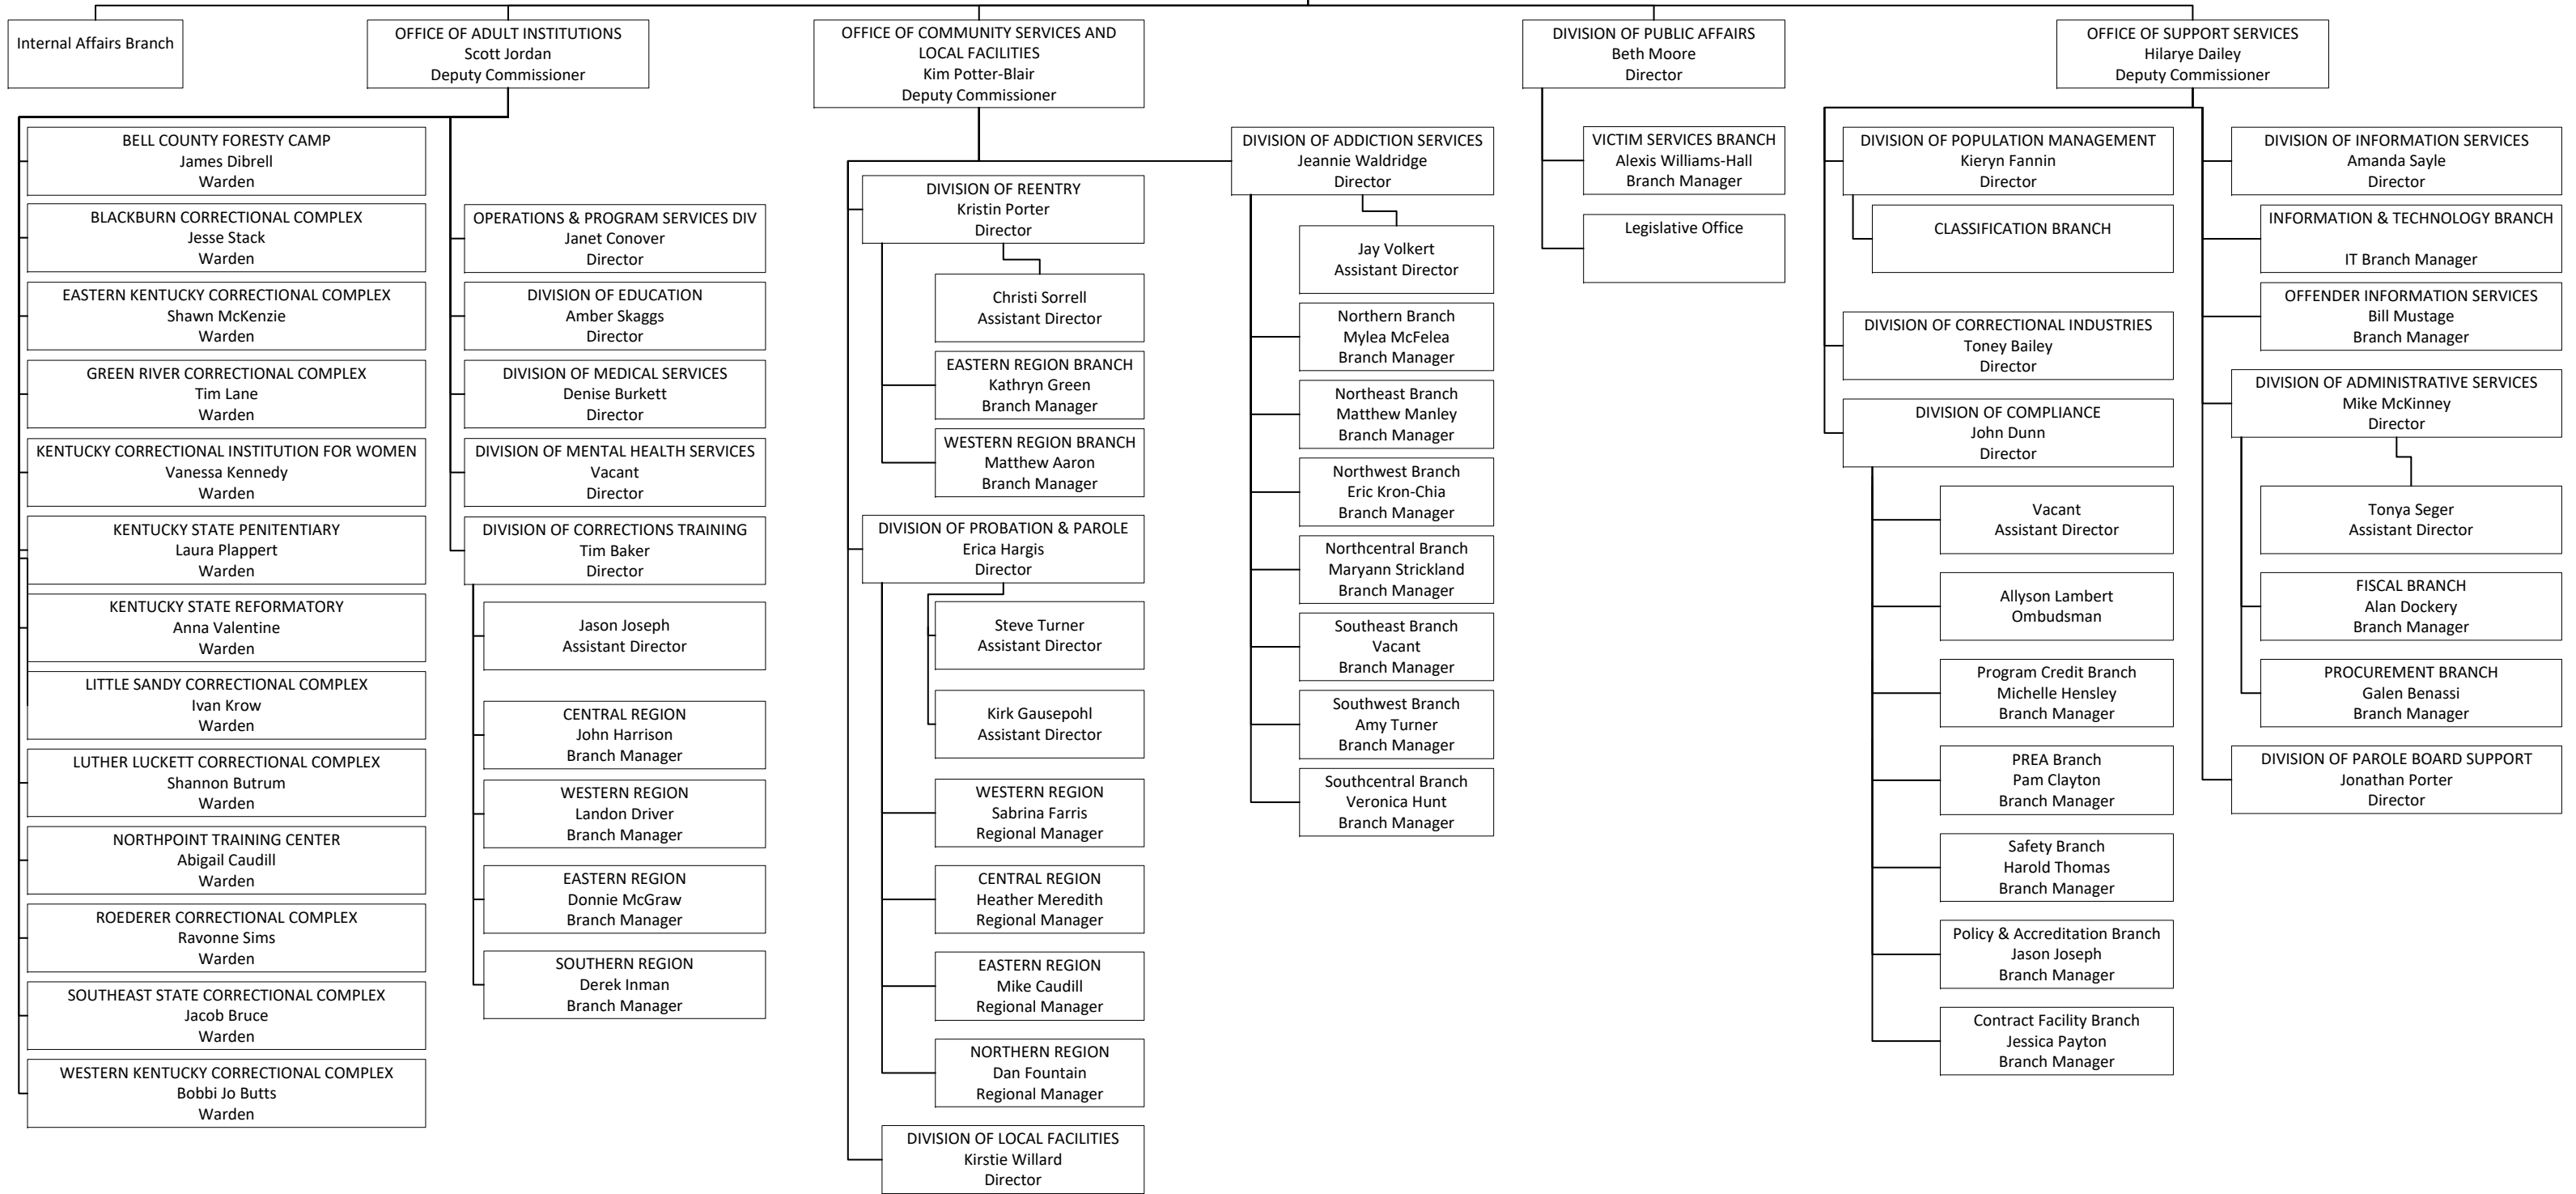 Internal Affairs Branch
OFFICE OF ADULT INSTITUTIONS
Scott Jordan
Deputy Commissioner
OFFICE OF COMMUNITY SERVICES AND
LOCAL FACILITIES
Kim Potter-Blair
Deputy Commissioner
DIVISION OF PUBLIC AFFAIRS
Beth Moore
Director
OFFICE OF SUPPORT SERVICES
Hilarye Dailey
Deputy Commissioner
BELL COUNTY FORESTY CAMP
James Dibrell
Warden
BLACKBURN CORRECTIONAL COMPLEX
Jesse Stack
Warden
EASTERN KENTUCKY CORRECTIONAL COMPLEX
Shawn McKenzie
Warden
GREEN RIVER CORRECTIONAL COMPLEX
Tim Lane
Warden
KENTUCKY CORRECTIONAL INSTITUTION FOR WOMEN
Vanessa Kennedy
Warden
KENTUCKY STATE PENITENTIARY
Laura Plappert
Warden
KENTUCKY STATE REFORMATORY
Anna Valentine
Warden
LITTLE SANDY CORRECTIONAL COMPLEX
Ivan Krow
Warden
LUTHER LUCKETT CORRECTIONAL COMPLEX
Shannon Butrum
Warden
NORTHPOINT TRAINING CENTER
Abigail Caudill
Warden
ROEDERER CORRECTIONAL COMPLEX
Ravonne Sims
Warden
SOUTHEAST STATE CORRECTIONAL COMPLEX
Jacob Bruce
Warden
WESTERN KENTUCKY CORRECTIONAL COMPLEX
Bobbi Jo Butts
Warden
OPERATIONS & PROGRAM SERVICES DIV
Janet Conover
Director
DIVISION OF EDUCATION
Amber Skaggs
Director
DIVISION OF MEDICAL SERVICES
Denise Burkett
Director
DIVISION OF MENTAL HEALTH SERVICES
Vacant
Director
DIVISION OF CORRECTIONS TRAINING
Tim Baker
Director
Jason Joseph
Assistant Director
CENTRAL REGION
John Harrison
Branch Manager
WESTERN REGION
Landon Driver
Branch Manager
EASTERN REGION
Donnie McGraw
Branch Manager
SOUTHERN REGION
Derek Inman
Branch Manager
DIVISION OF REENTRY
Kristin Porter
Director
Christi Sorrell
Assistant Director
EASTERN REGION BRANCH
Kathryn Green
Branch Manager
WESTERN REGION BRANCH
Matthew Aaron
Branch Manager
DIVISION OF PROBATION & PAROLE
Erica Hargis
Director
Steve Turner
Assistant Director
Kirk Gausepohl
Assistant Director
WESTERN REGION
Sabrina Farris
Regional Manager
CENTRAL REGION
Heather Meredith
Regional Manager
EASTERN REGION
Mike Caudill
Regional Manager
NORTHERN REGION
Dan Fountain
Regional Manager
DIVISION OF LOCAL FACILITIES
Kirstie Willard
Director
DIVISION OF ADDICTION SERVICES
Jeannie Waldridge
Director
Jay Volkert
Assistant Director
Northern Branch
Mylea McFelea
Branch Manager
Northeast Branch
Matthew Manley
Branch Manager
Northwest Branch
Eric Kron-Chia
Branch Manager
Northcentral Branch
Maryann Strickland
Branch Manager
Southeast Branch
Vacant
Branch Manager
Southwest Branch
Amy Turner
Branch Manager
Southcentral Branch
Veronica Hunt
Branch Manager
VICTIM SERVICES BRANCH
Alexis Williams-Hall
Branch Manager
Legislative Office
DIVISION OF POPULATION MANAGEMENT
Kieryn Fannin
Director
CLASSIFICATION BRANCH
DIVISION OF CORRECTIONAL INDUSTRIES
Toney Bailey
Director
DIVISION OF COMPLIANCE
John Dunn
Director
Vacant
Assistant Director
Allyson Lambert
Ombudsman
Program Credit Branch
Michelle Hensley
Branch Manager
PREA Branch
Pam Clayton
Branch Manager
Safety Branch
Harold Thomas
Branch Manager
Policy & Accreditation Branch
Jason Joseph
Branch Manager
Contract Facility Branch
Jessica Payton
Branch Manager
DIVISION OF INFORMATION SERVICES
Amanda Sayle
Director
INFORMATION & TECHNOLOGY BRANCH
IT Branch Manager
OFFENDER INFORMATION SERVICES
Bill Mustage
Branch Manager
DIVISION OF ADMINISTRATIVE SERVICES
Mike McKinney
Director
Tonya Seger
Assistant Director
FISCAL BRANCH
Alan Dockery
Branch Manager
PROCUREMENT BRANCH
Galen Benassi
Branch Manager
DIVISION OF PAROLE BOARD SUPPORT
Jonathan Porter
Director